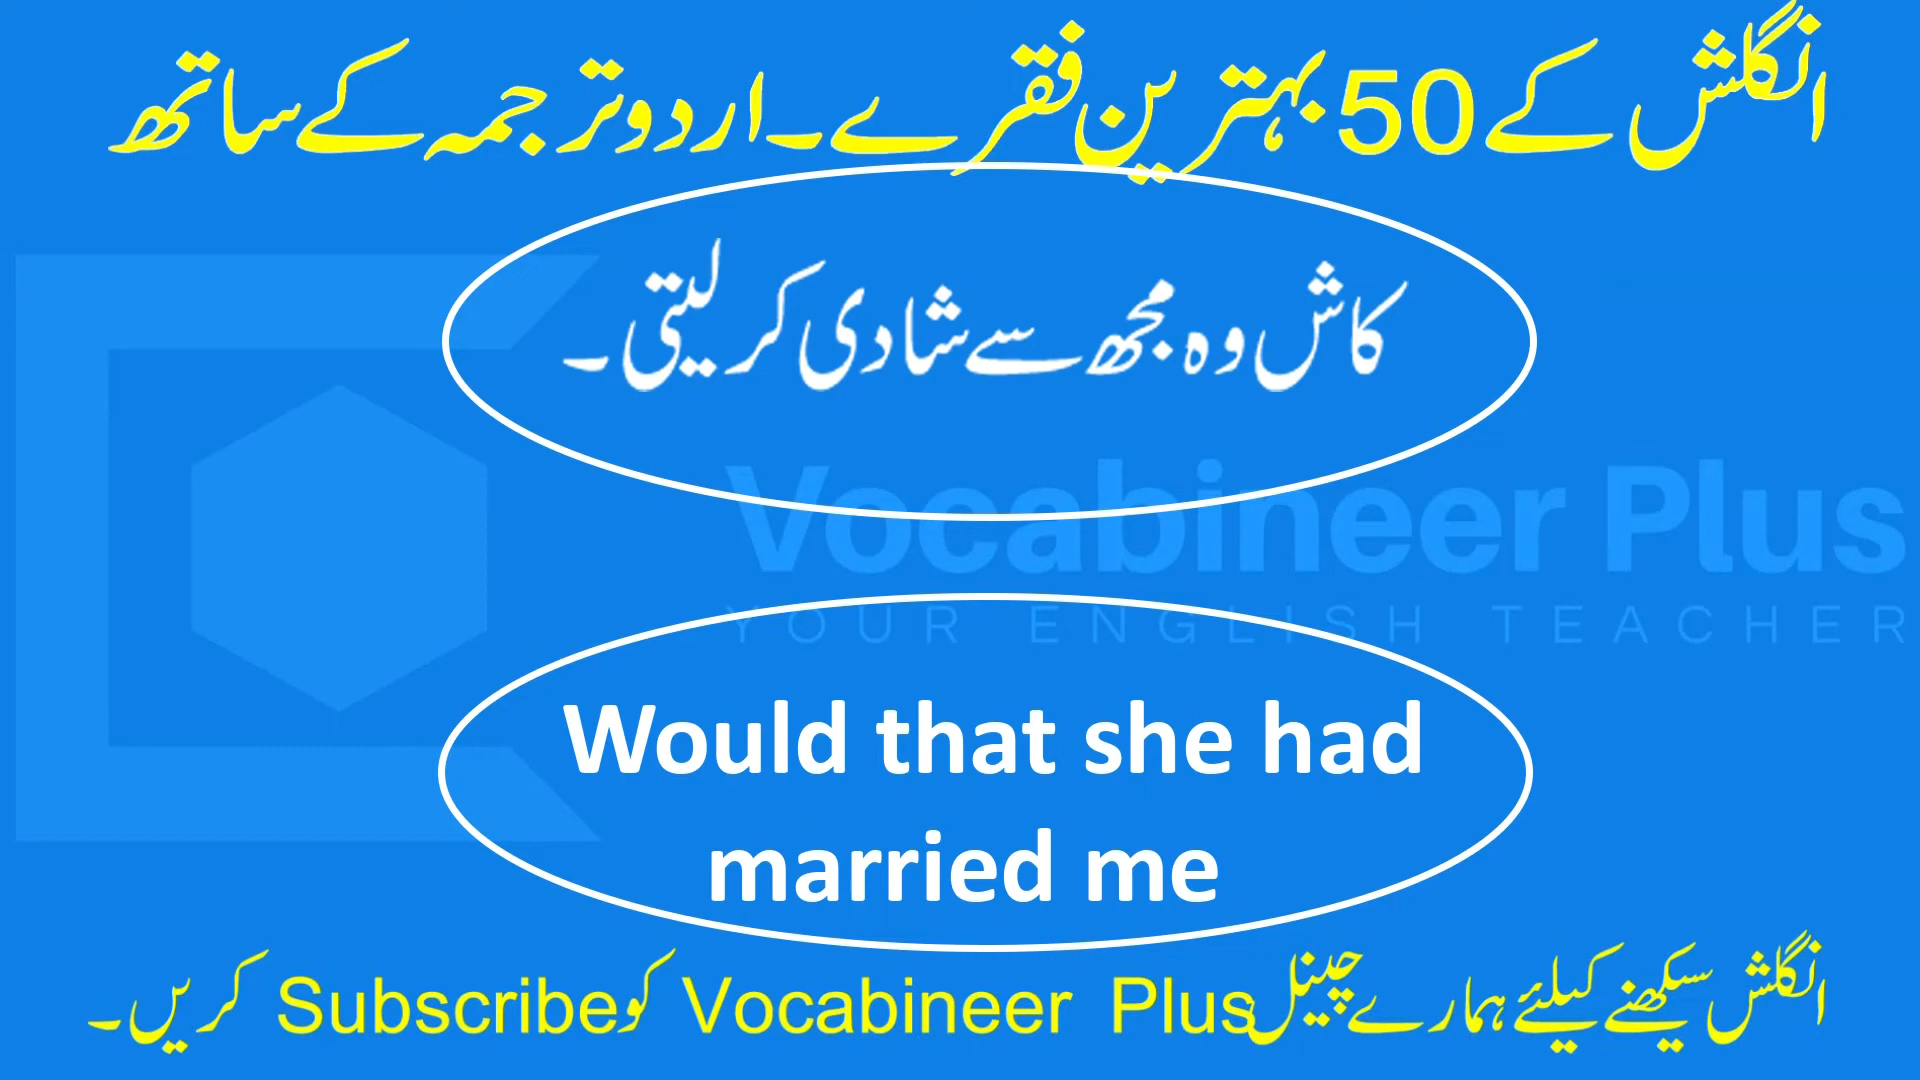 انگلش کے 50 بہترین فقرے۔ اردو ترجمہ کے ساتھ
کاش وہ مجھ سے شادی کر لیتی۔
Vocabineer Plus
YOUR ENGLISH TEACHER
Would that she had
married me
انگلش سیکھنے کیلئے ہمارے چینل Vocabineer Plus کو Subscribe کریں۔